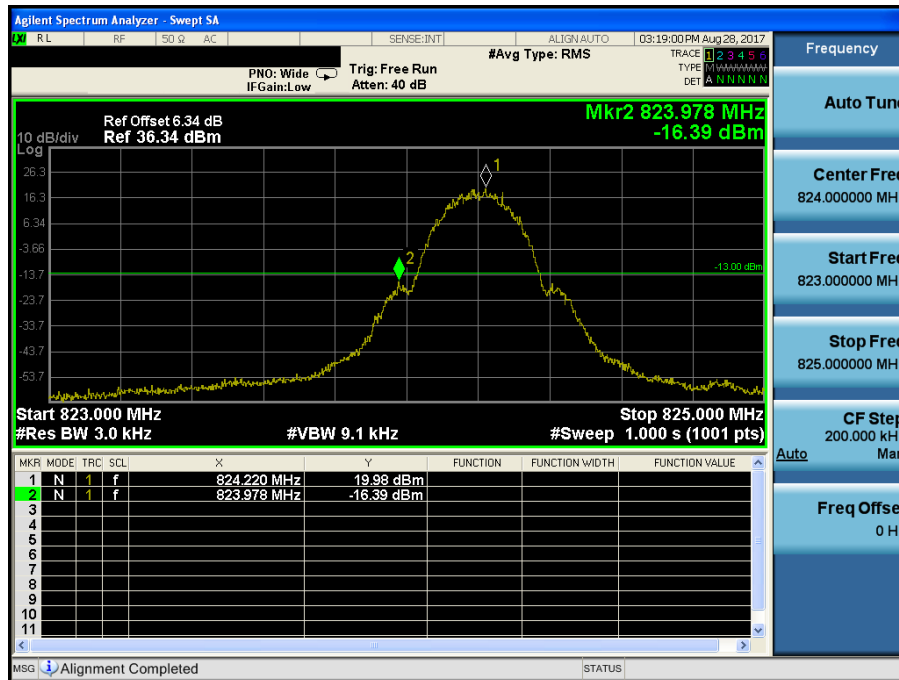 Agilent Spectrum Analyzer - Swept SA
LXI RL RF 50 Ω AC SENSE:INT ALIGN AUTO 03:19:00 PM Aug 28, 2017
#Avg Type: RMS TRACE 1 2 3 4 5 6
PNO: Wide Trig: Free Run TYPE M WWWWW
IFGain:Low Atten: 40 dB DET A N N N N N
Mkr2 823.978 MHz
Ref Offset 6.34 dB
-16.39 dBm
10 dB/div Ref 36.34 dBm
Log
1
26.3
16.3
6.34
-3.66
2
-13.00 dBm
-13.7
-23.7
-33.7
-43.7
-53.7
Start 823.000 MHz Stop 825.000 MHz
#Res BW 3.0 kHz #VBW 9.1 kHz #Sweep 1.000 s (1001 pts)
MKR MODE TRC SCL X Y FUNCTION FUNCTION WIDTH FUNCTION VALUE
1 N 1 f 824.220 MHz 19.98 dBm
2 N 1 f 823.978 MHz -16.39 dBm
3
4
5
6
7
8
9
10
11
MSG Alignment Completed STATUS
Frequency
Auto Tune
Center Freq
824.000000 MH
Start Freq
823.000000 MH
Stop Freq
825.000000 MH
CF Step
200.000 kH
Auto Man
Freq Offse
0 H